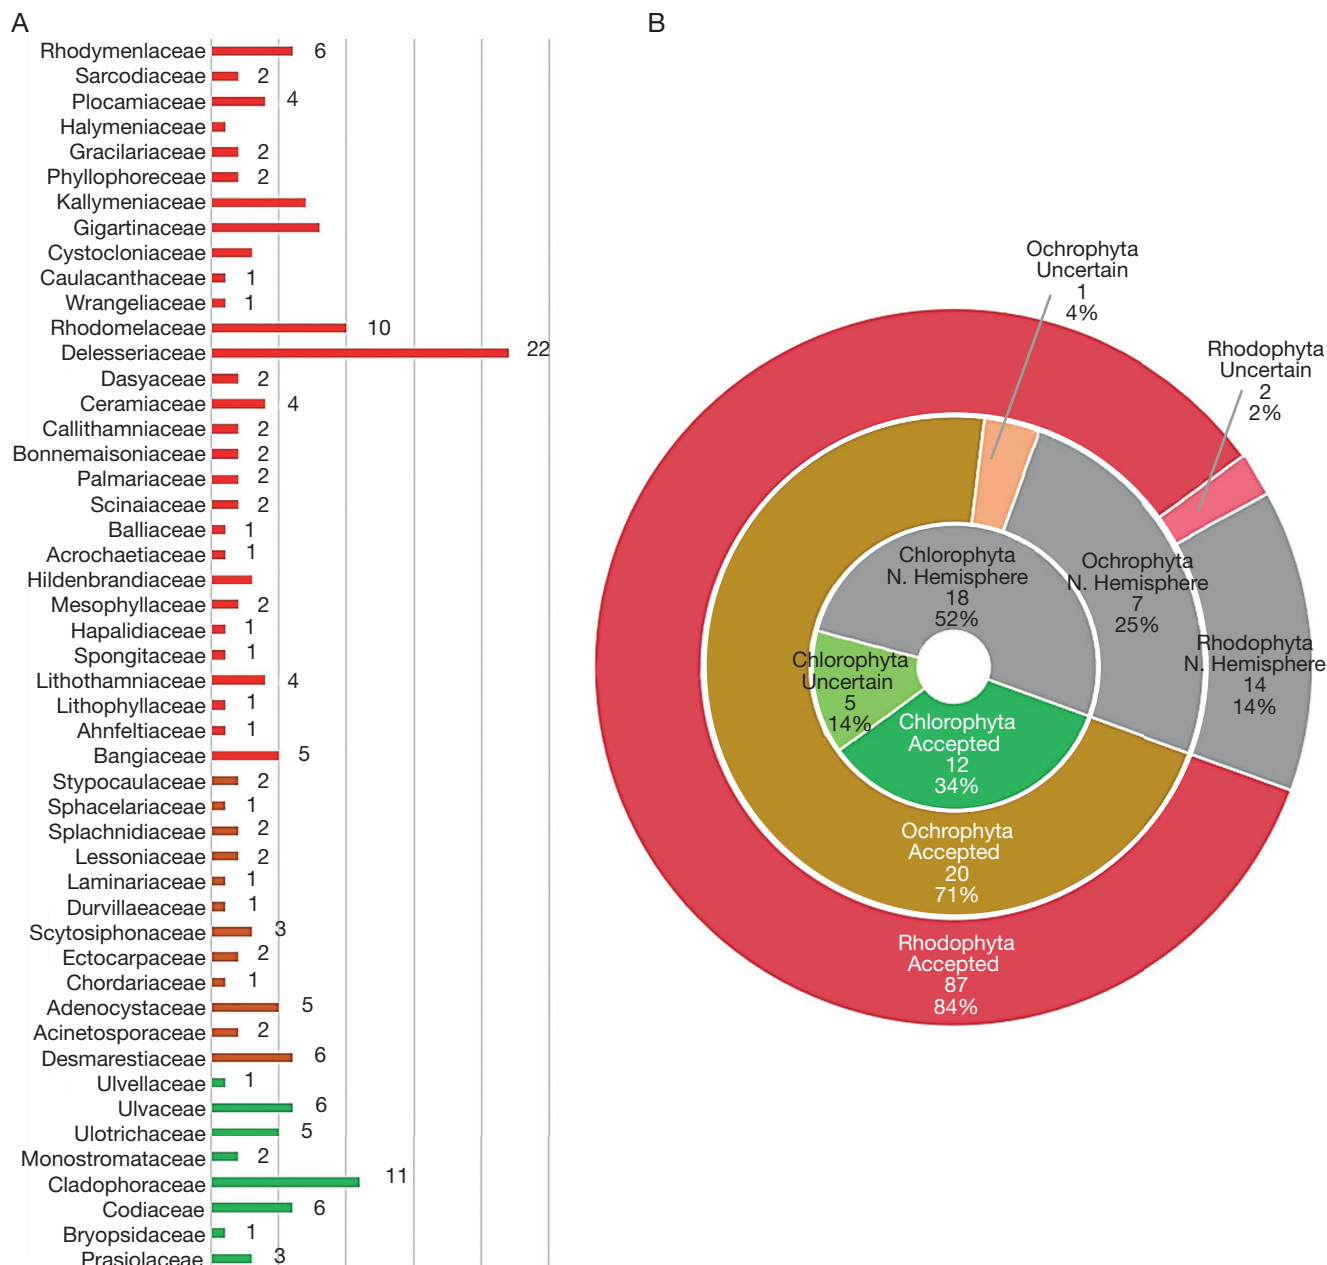 A
Rhodymenlaceae 6
Sarcodiaceae 2
Plocamiaceae 4
Halymeniaceae
Gracilariaceae 2
Phyllophoreceae 2
Kallymeniaceae
Gigartinaceae
Cystocloniaceae
Caulacanthaceae 1
Wrangeliaceae 1
Rhodomelaceae 10
Delesseriaceae 22
Dasyaceae 2
Ceramiaceae 4
Callithamniaceae 2
Bonnemaisoniaceae 2
Palmariaceae 2
Scinaiaceae 2
Balliaceae 1
Acrochaetiaceae 1
Hildenbrandiaceae
Mesophyllaceae 2
Hapalidiaceae 1
Spongitaceae 1
Lithothamniaceae 4
Lithophyllaceae 1
Ahnfeltiaceae 1
Bangiaceae 5
Stypocaulaceae 2
Sphacelariaceae 1
Splachnidiaceae 2
Lessoniaceae 2
Laminariaceae 1
Durvillaeaceae 1
Scytosiphonaceae 3
Ectocarpaceae 2
Chordariaceae 1
Adenocystaceae 5
Acinetosporaceae 2
Desmarestiaceae 6
Ulvellaceae 1
Ulvaceae 6
Ulotrichaceae 5
Monostromataceae 2
Cladophoraceae 11
Codiaceae 6
Bryopsidaceae 1
Prasiolaceae 3
B
Ochrophyta
Uncertain
1
4%
Rhodophyta
Uncertain
2
2%
Chlorophyta
N. Hemisphere
18
52%
Ochrophyta
N. Hemisphere
7
25%
Rhodophyta
N. Hemisphere
14
14%
Chlorophyta
Uncertain
5
14%
Chlorophyta
Accepted
12
34%
Ochrophyta
Accepted
20
71%
Rhodophyta
Accepted
87
84%